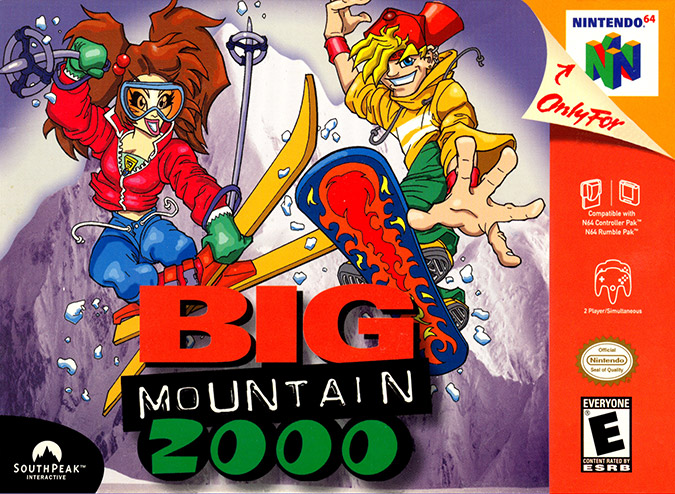 NINTENDO 64
Only For
Compatible with
N64 Controller Pak™
N64 Rumble Pak™
2 Player/Simultaneous
Official
Nintendo
Seal of Quality
EVERYONE
E
CONTENT RATED BY
ESRB
BIG
MOUNTAIN
2000
SOUTHPEAK™
INTERACTIVE